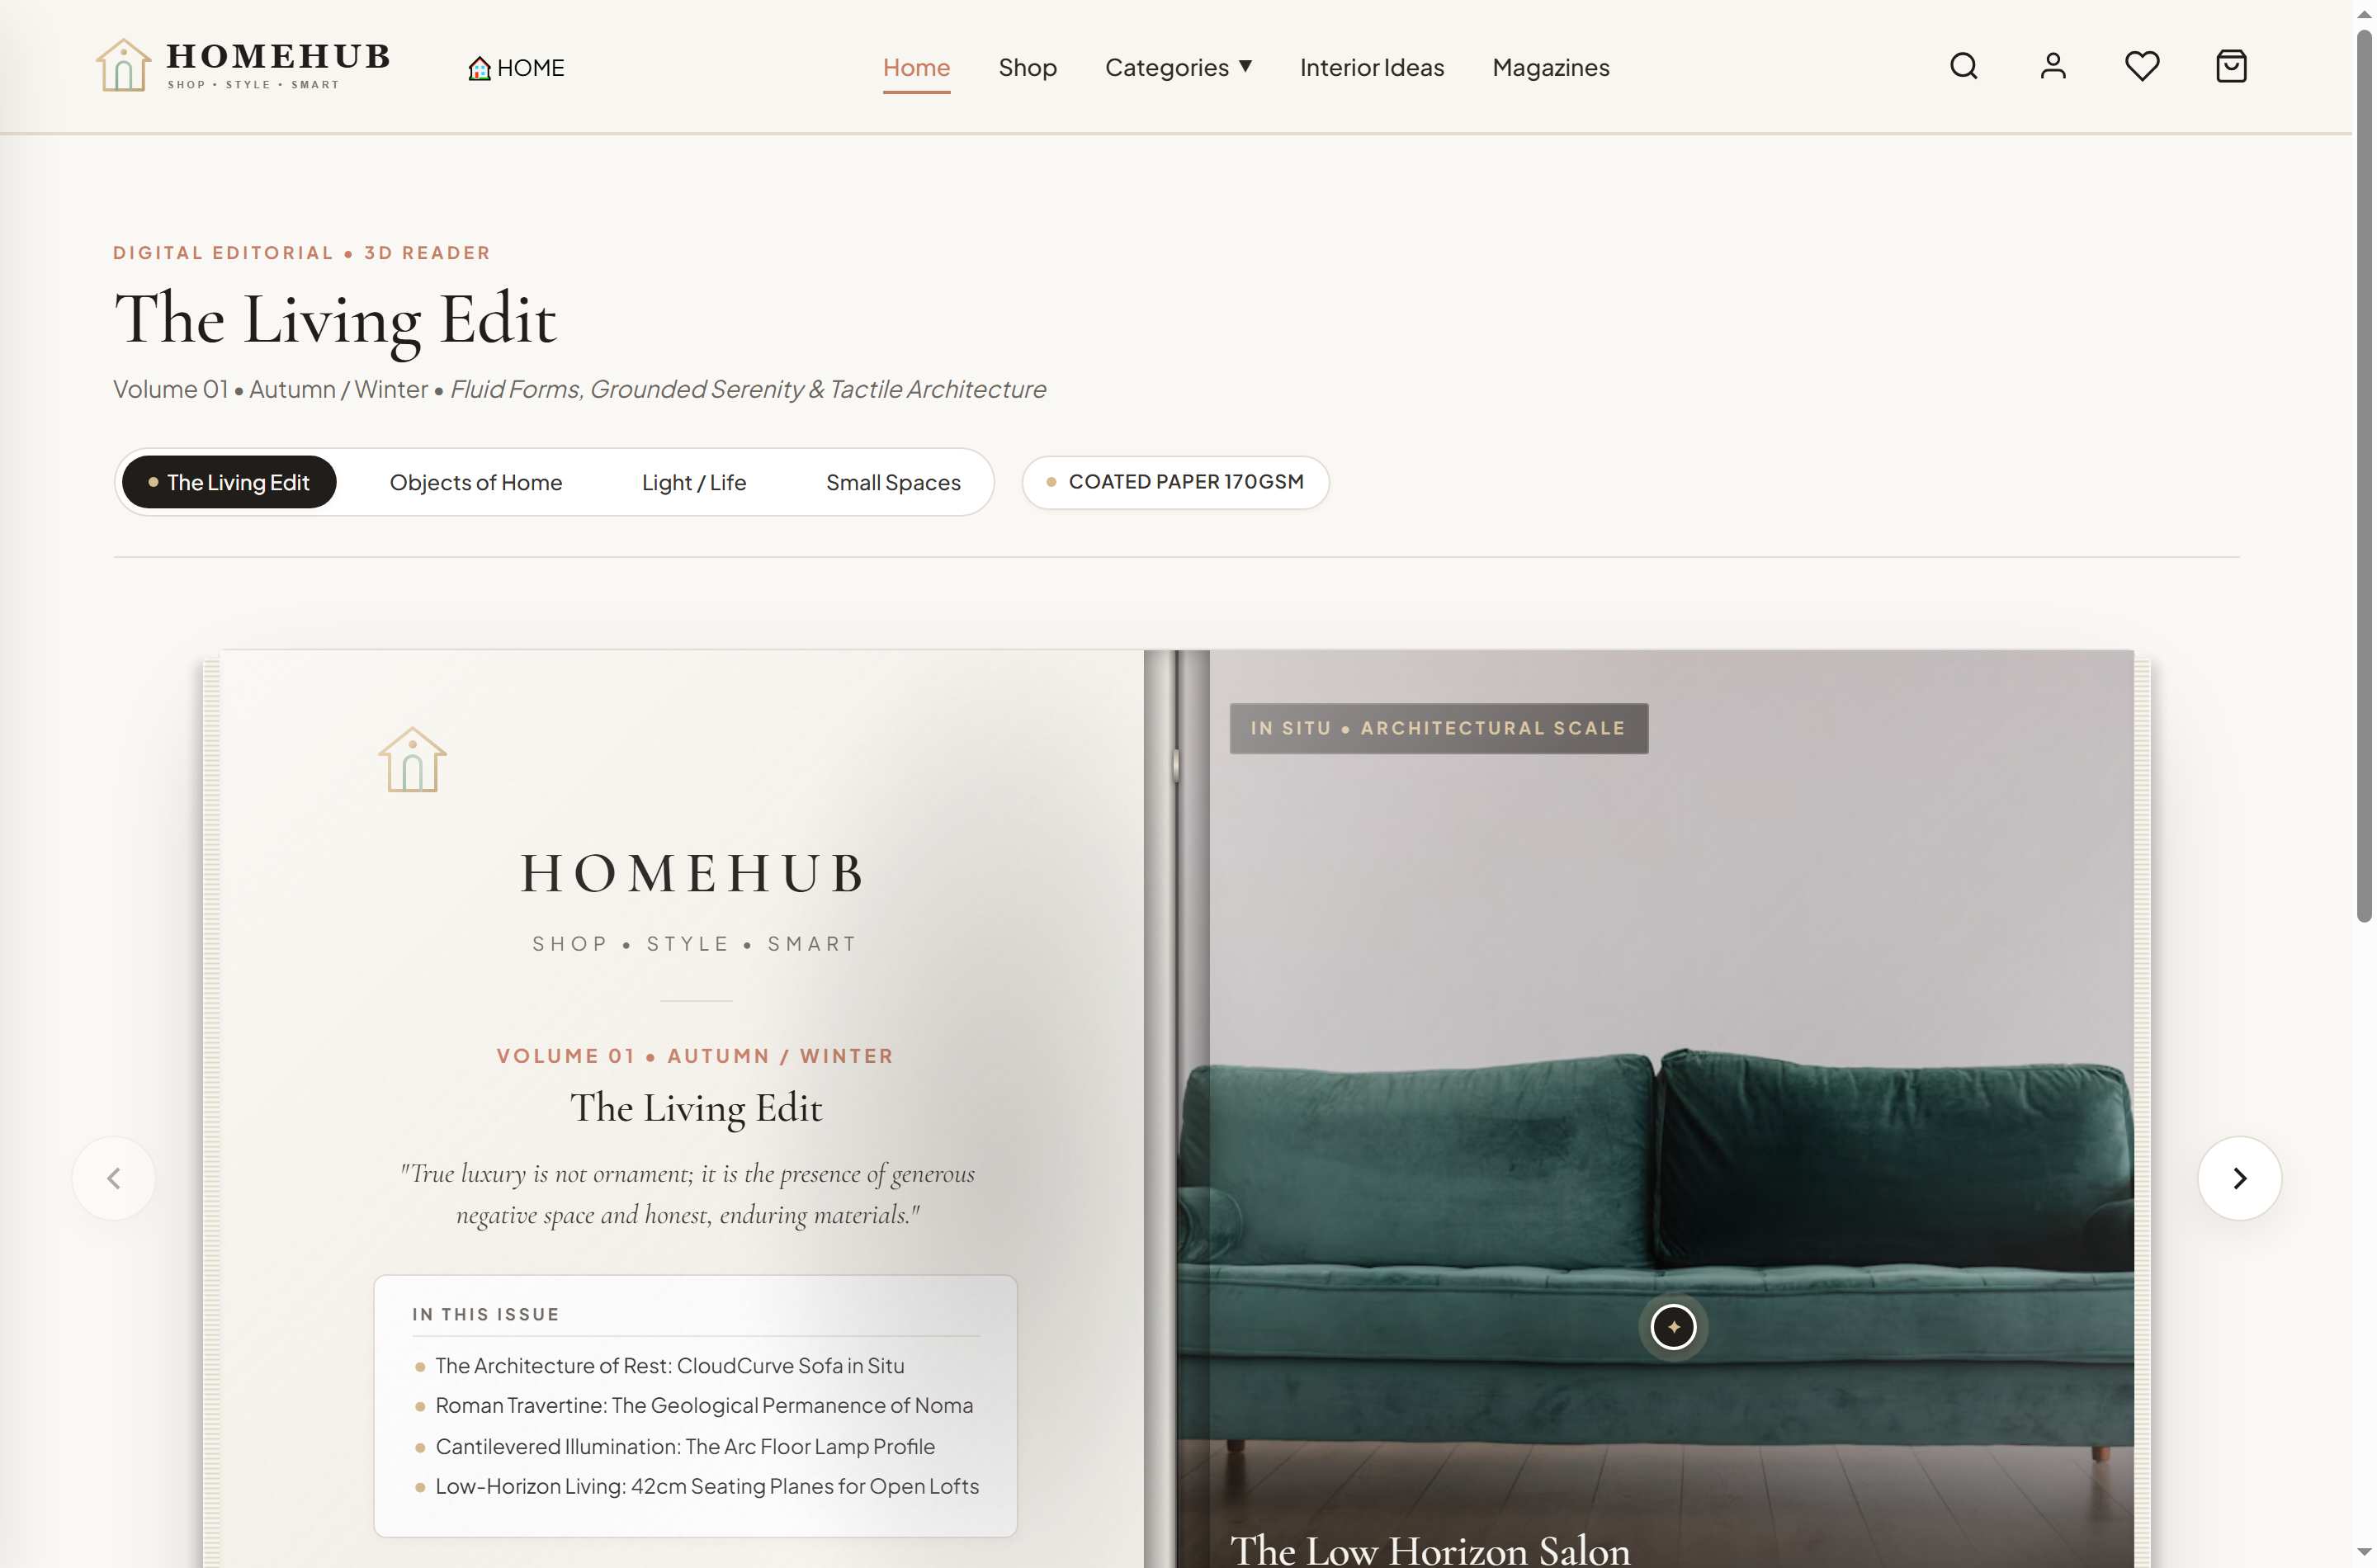 HOMEHUB
SHOP • STYLE • SMART
HOME
Home
Shop
Categories ▼
Interior Ideas
Magazines
DIGITAL EDITORIAL • 3D READER
The Living Edit
Volume 01 • Autumn / Winter • Fluid Forms, Grounded Serenity & Tactile Architecture
The Living Edit
Objects of Home
Light / Life
Small Spaces
COATED PAPER 170GSM
HOMEHUB
SHOP • STYLE • SMART
VOLUME 01 • AUTUMN / WINTER
The Living Edit
"True luxury is not ornament; it is the presence of generous
negative space and honest, enduring materials."
IN THIS ISSUE
The Architecture of Rest: CloudCurve Sofa in Situ
Roman Travertine: The Geological Permanence of Noma
Cantilevered Illumination: The Arc Floor Lamp Profile
Low-Horizon Living: 42cm Seating Planes for Open Lofts
IN SITU • ARCHITECTURAL SCALE
The Low Horizon Salon